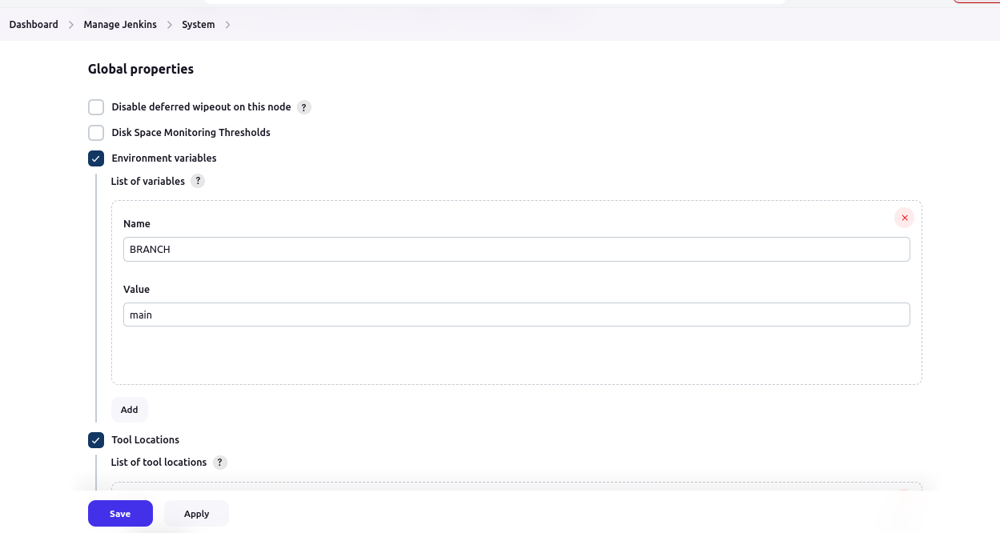 Dashboard Manage Jenkins System
Global properties
Disable deferred wipeout on this node ?
Disk Space Monitoring Thresholds
Environment variables
List of variables ?
Name
BRANCH
Value
main
Add
Tool Locations
List of tool locations ?
Save Apply